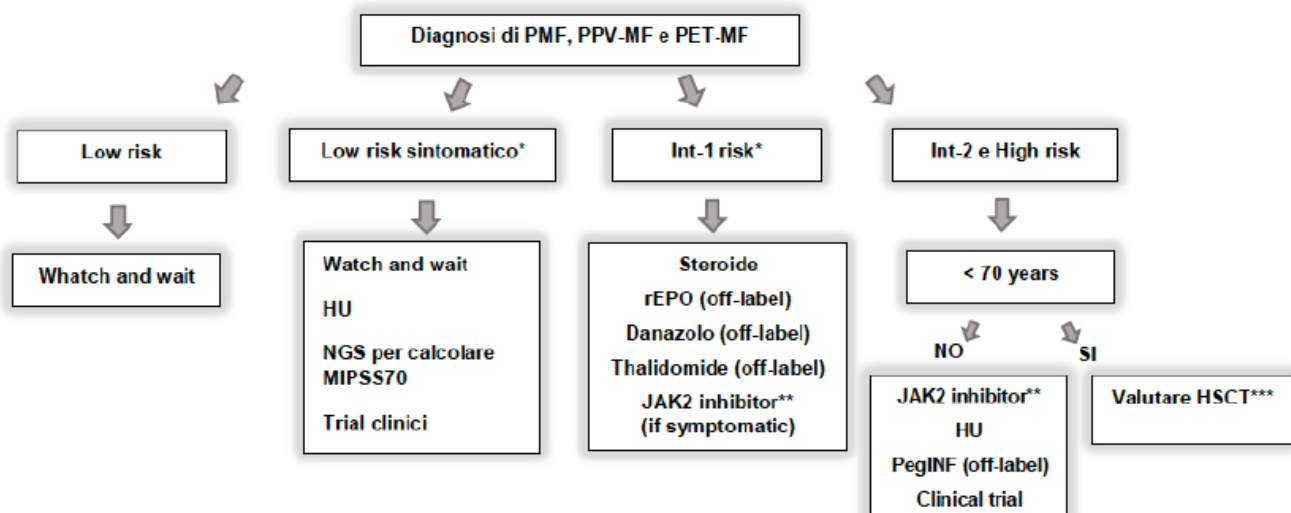 Diagnosi di PMF, PPV-MF e PET-MF
Low risk
Low risk sintomatico*
Int-1 risk*
Int-2 e High risk
Whatch and wait
Watch and wait
HU
NGS per calcolare
MIPSS70
Trial clinici
Steroide
rEPO (off-label)
Danazolo (off-label)
Thalidomide (off-label)
JAK2 inhibitor**
(if symptomatic)
< 70 years
NO
SI
JAK2 inhibitor**
HU
PegINF (off-label)
Clinical trial
Valutare HSCT***